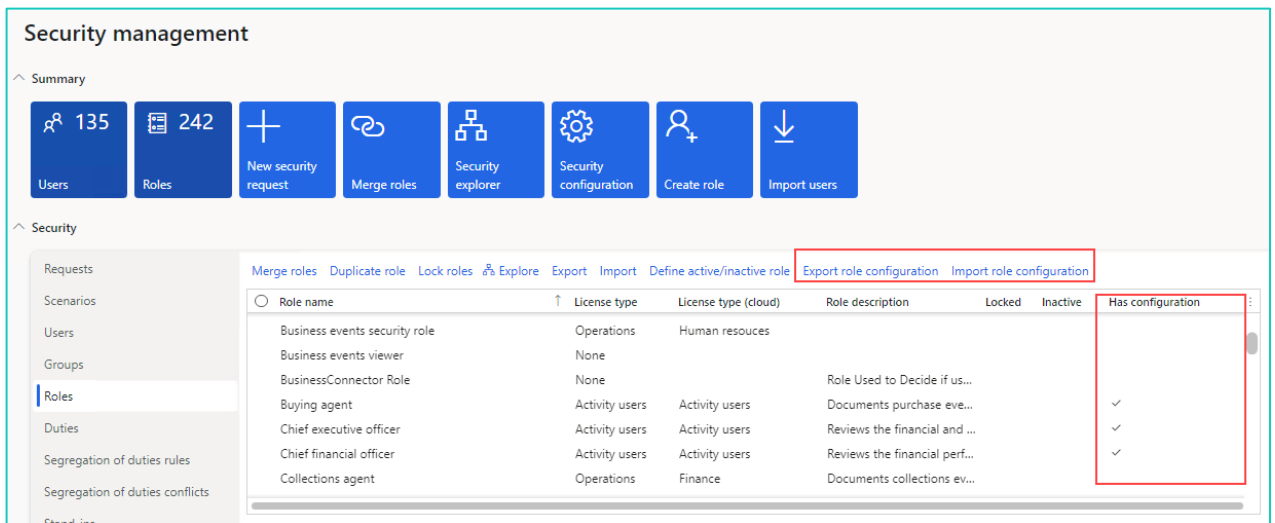 Security management
Summary
135
Users
242
Roles
New security
request
Merge roles
Security
explorer
Security
configuration
Create role
Import users
Security
Requests
Scenarios
Users
Groups
Roles
Duties
Segregation of duties rules
Segregation of duties conflicts
Stand-ins
Merge roles Duplicate role Lock roles Explore Export Import Define active/inactive role Export role configuration Import role configuration
Role name License type License type (cloud) Role description Locked Inactive Has configuration
Business events security role Operations Human resouces
Business events viewer None
BusinessConnector Role None Role Used to Decide if us...
Buying agent Activity users Activity users Documents purchase eve...
Chief executive officer Activity users Activity users Reviews the financial and ...
Chief financial officer Activity users Activity users Reviews the financial perf...
Collections agent Operations Finance Documents collections ev...